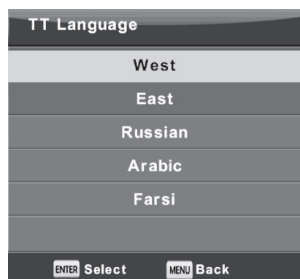 TT Language
West
East
Russian
Arabic
Farsi
ENTER Select MENU Back